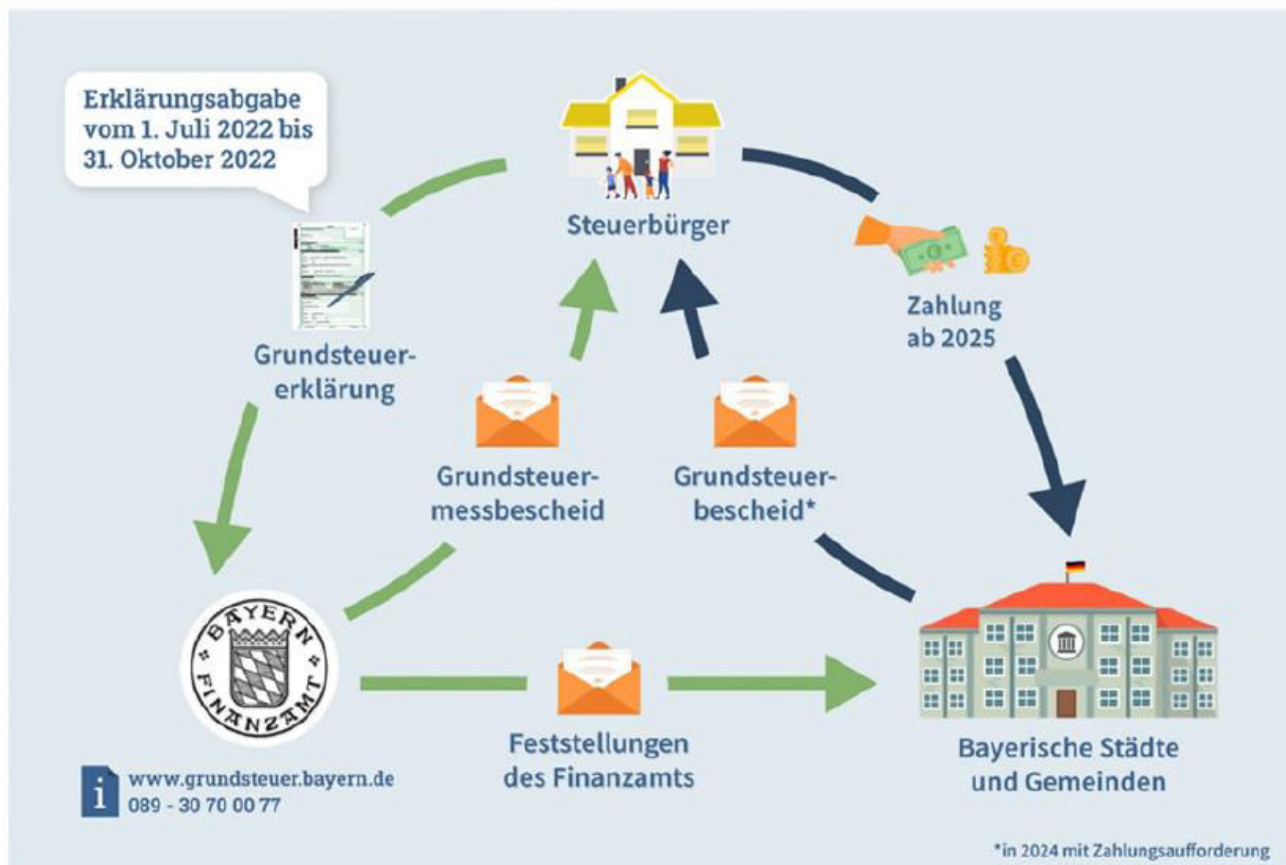 Erklärungsabgabe
vom 1. Juli 2022 bis
31. Oktober 2022
Steuerbürger
Zahlung
ab 2025
Grundsteuer-
erklärung
Grundsteuer-
messbescheid
Grundsteuer-
bescheid*
BAYERN
FINANZAMT
Feststellungen
des Finanzamts
Bayerische Städte
und Gemeinden
i
www.grundsteuer.bayern.de
089 - 30 70 00 77
*in 2024 mit Zahlungsaufforderung